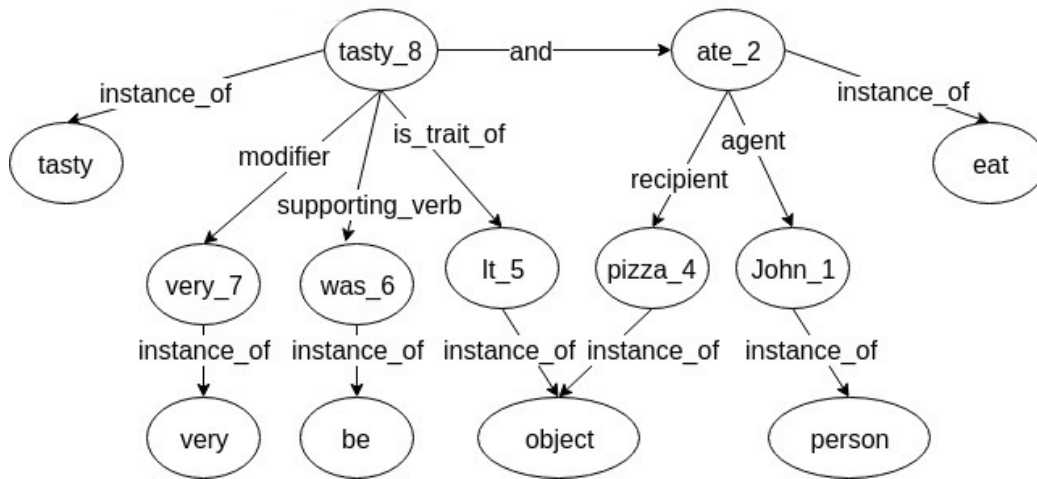 tasty_8 and ate_2
instance_of instance_of
is_trait_of
tasty modifier agent eat
recipient
supporting_verb
very_7 was_6 It_5 pizza_4 John_1
instance_of instance_of instance_of instance_of instance_of
very be object person